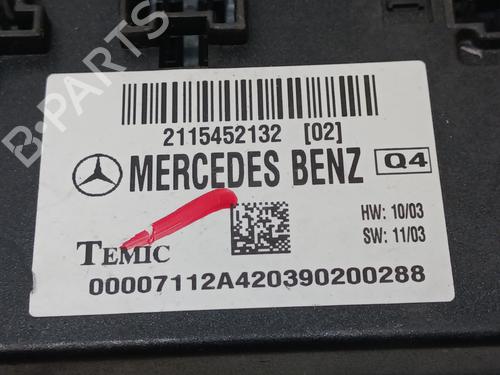 2115452132 [02]
MERCEDES BENZ Q4
HW: 10/03
SW: 11/03
TEMIC
00007112A420390200288
B-PARTS